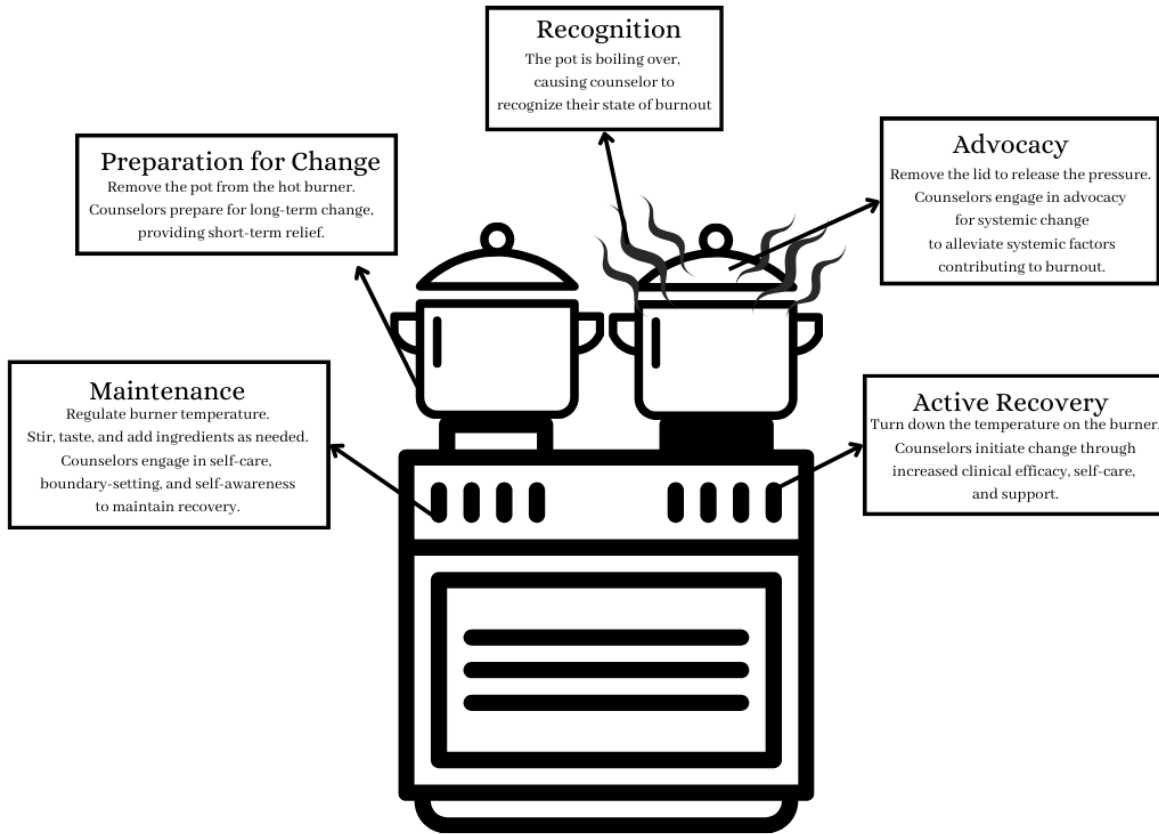 Recognition
The pot is boiling over,
causing counselor to
recognize their state of burnout
Preparation for Change
Remove the pot from the hot burner.
Counselors prepare for long-term change,
providing short-term relief.
Advocacy
Remove the lid to release the pressure.
Counselors engage in advocacy
for systemic change
to alleviate systemic factors
contributing to burnout.
Maintenance
Regulate burner temperature.
Stir, taste, and add ingredients as needed.
Counselors engage in self-care,
boundary-setting, and self-awareness
to maintain recovery.
Active Recovery
Turn down the temperature on the burner.
Counselors initiate change through
increased clinical efficacy, self-care,
and support.